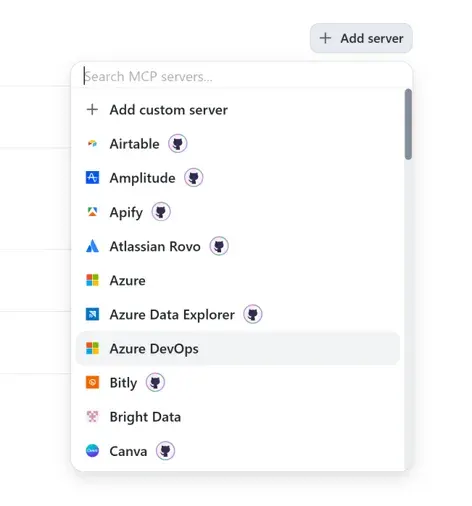 + Add server
Search MCP servers...
+ Add custom server
Airtable
Amplitude
Apify
Atlassian Rovo
Azure
Azure Data Explorer
Azure DevOps
Bitly
Bright Data
Canva